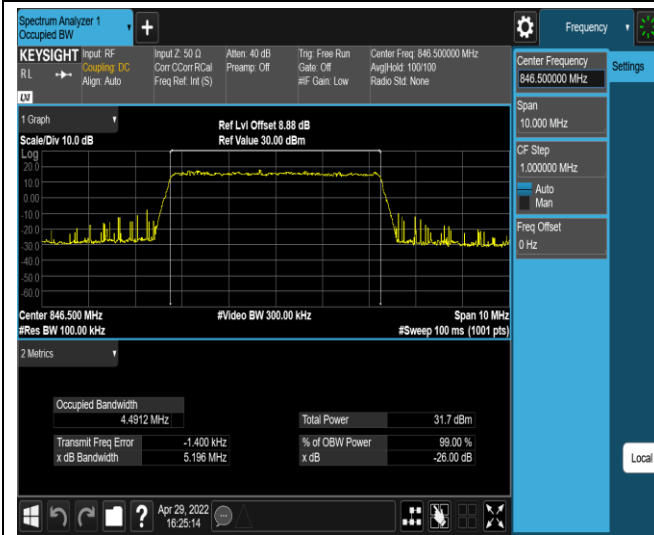 Spectrum Analyzer 1
Occupied BW
+
Frequency
KEYSIGHT
RL
LXI
Input: RF
Coupling: DC
Align: Auto
Input Z: 50 Ω
Corr CCorr RCal
Freq Ref: Int (S)
Atten: 40 dB
Preamp: Off
Trig: Free Run
Gate: Off
#IF Gain: Low
Center Freq: 846.500000 MHz
Avg|Hold: 100/100
Radio Std: None
Center Frequency
846.500000 MHz
Settings
Span
10.000 MHz
CF Step
1.000000 MHz
Auto
Man
Freq Offset
0 Hz
1 Graph
Scale/Div 10.0 dB
Ref Lvl Offset 8.88 dB
Ref Value 30.00 dBm
Log
20.0
10.0
0.00
-10.0
-20.0
-30.0
-40.0
-50.0
-60.0
Center 846.500 MHz
#Res BW 100.00 kHz
#Video BW 300.00 kHz
Span 10 MHz
#Sweep 100 ms (1001 pts)
2 Metrics
Occupied Bandwidth
4.4912 MHz
Total Power 31.7 dBm
Transmit Freq Error -1.400 kHz
% of OBW Power 99.00 %
x dB Bandwidth 5.196 MHz
x dB -26.00 dB
Local
?
Apr 29, 2022
16:25:14